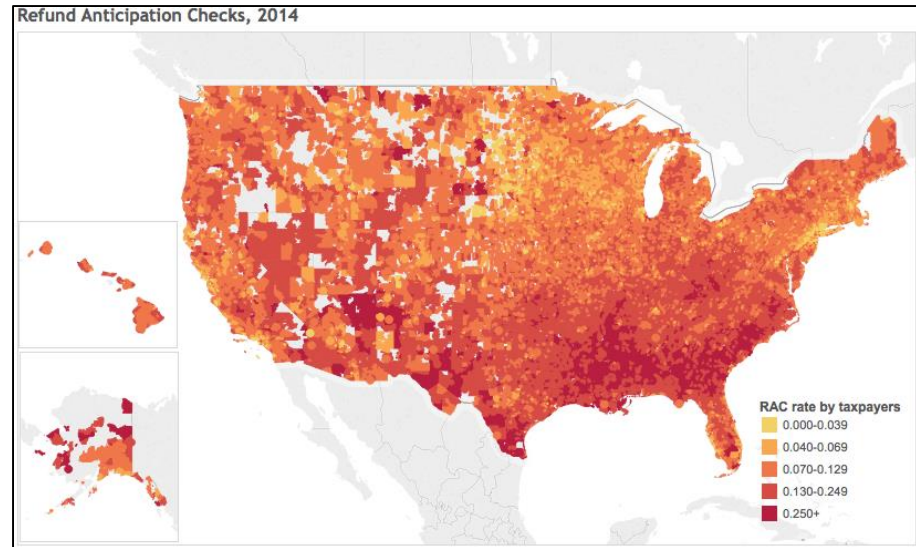 Refund Anticipation Checks, 2014
RAC rate by taxpayers
0.000-0.039
0.040-0.069
0.070-0.129
0.130-0.249
0.250+